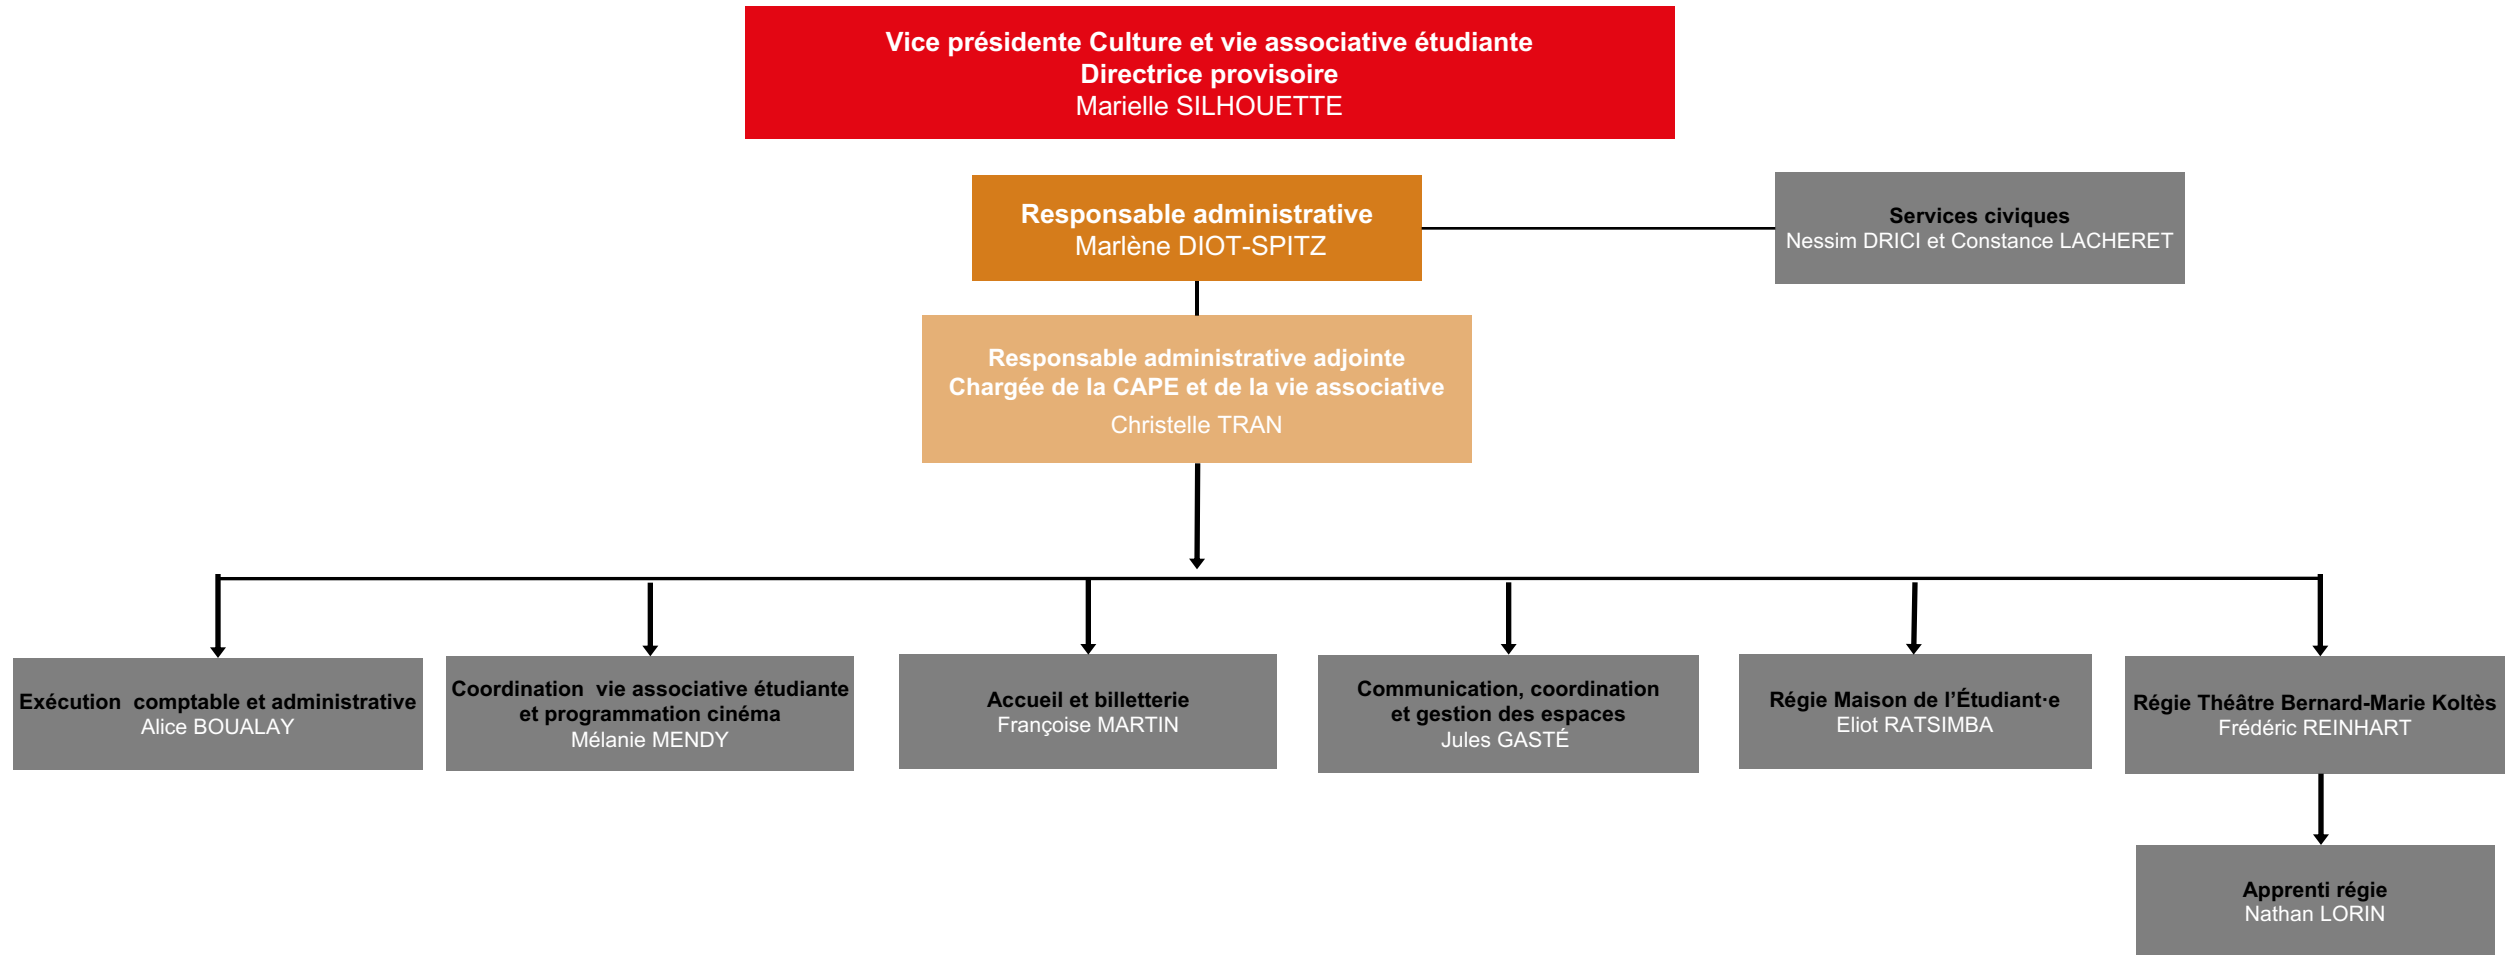 Vice présidente Culture et vie associative étudiante
Directrice provisoire
Marielle SILHOUETTE
Responsable administrative
Marlène DIOT-SPITZ
Services civiques
Nessim DRICI et Constance LACHERET
Responsable administrative adjointe
Chargée de la CAPE et de la vie associative
Christelle TRAN
Exécution  comptable et administrative
Alice BOUALAY
Coordination  vie associative étudiante
et programmation cinéma
Mélanie MENDY
Accueil et billetterie
Françoise MARTIN
Communication, coordination
et gestion des espaces
Jules GASTÉ
Régie Maison de l’Étudiant·e
Eliot RATSIMBA
Régie Théâtre Bernard-Marie Koltès
Frédéric REINHART
Apprenti régie
Nathan LORIN